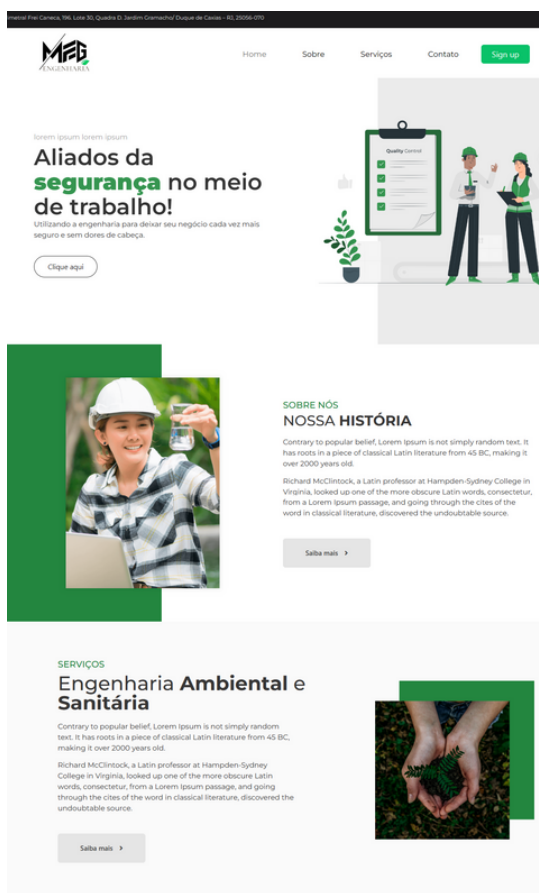 imetral Frei Caneca, 196. Lote 30, Quadra D. Jardim Gramacho/ Duque de Caxias – RJ, 25056-070
MFG
ENGENHARIA
Home Sobre Serviços Contato Sign up
lorem ipsum lorem ipsum
Aliados da
segurança no meio
de trabalho!
Utilizando a engenharia para deixar seu negócio cada vez mais
seguro e sem dores de cabeça.
Clique aqui
Quality Control
SOBRE NÓS
NOSSA HISTÓRIA
Contrary to popular belief, Lorem Ipsum is not simply random text. It
has roots in a piece of classical Latin literature from 45 BC, making it
over 2000 years old.
Richard McClintock, a Latin professor at Hampden-Sydney College in
Virginia, looked up one of the more obscure Latin words, consectetur,
from a Lorem Ipsum passage, and going through the cites of the
word in classical literature, discovered the undoubtable source.
Saiba mais
SERVIÇOS
Engenharia Ambiental e
Sanitária
Contrary to popular belief, Lorem Ipsum is not simply random
text. It has roots in a piece of classical Latin literature from 45 BC,
making it over 2000 years old.
Richard McClintock, a Latin professor at Hampden-Sydney
College in Virginia, looked up one of the more obscure Latin
words, consectetur, from a Lorem Ipsum passage, and going
through the cites of the word in classical literature, discovered the
undoubtable source.
Saiba mais